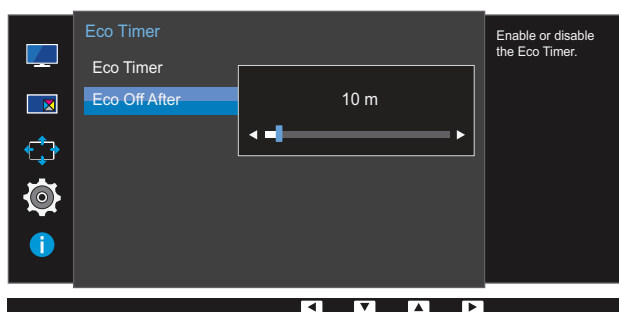 Eco Timer
Enable or disable
the Eco Timer.
Eco Timer
Eco Off After
10 m
i